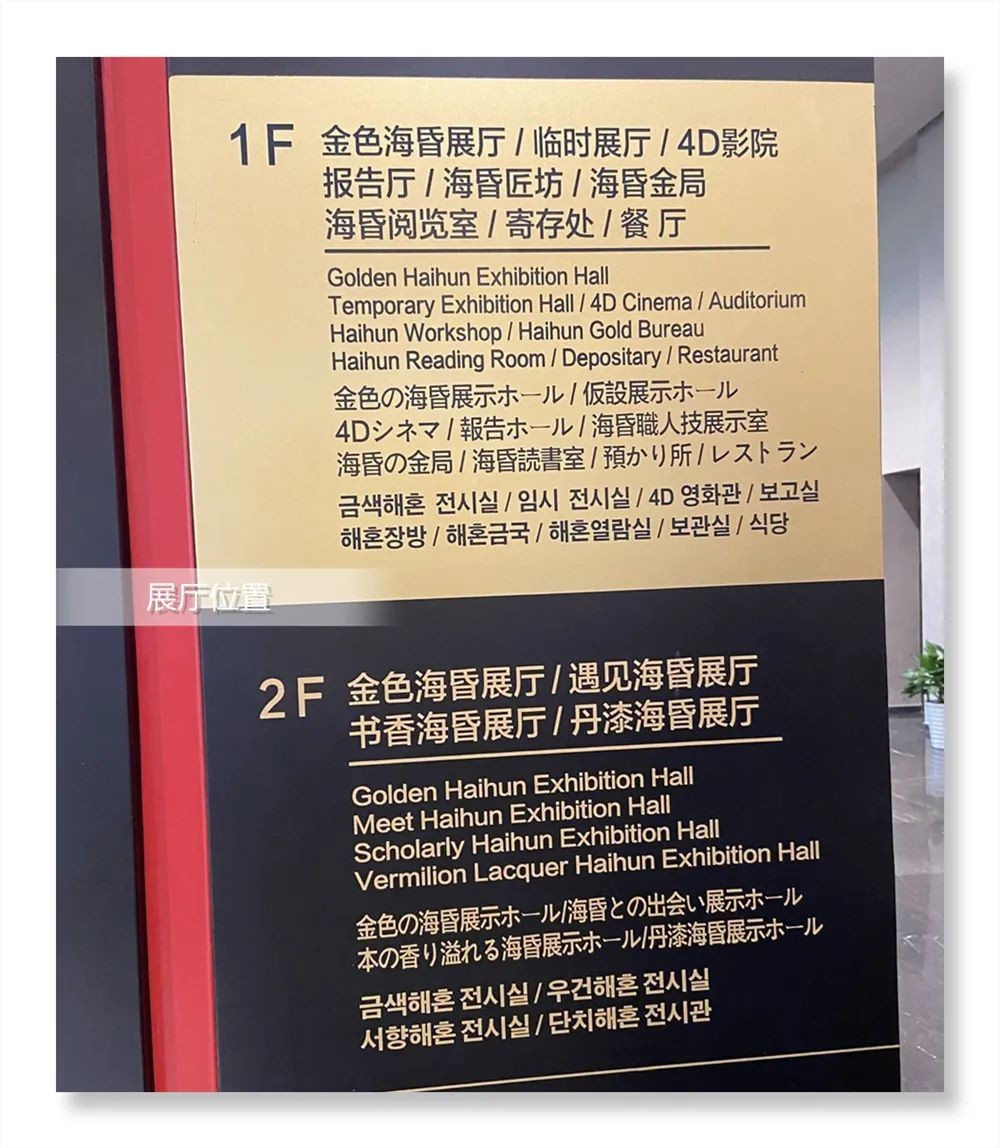 1F
金色海昏展厅 / 临时展厅 / 4D影院
报告厅 / 海昏匠坊 / 海昏金局
海昏阅览室 / 寄存处 / 餐 厅
Golden Haihun Exhibition Hall
Temporary Exhibition Hall / 4D Cinema / Auditorium
Haihun Workshop / Haihun Gold Bureau
Haihun Reading Room / Depositary / Restaurant
金色の海昏展示ホール / 仮設展示ホール
4Dシネマ / 報告ホール / 海昏職人技展示室
海昏の金局 / 海昏読書室 / 預かり所 / レストラン
금색해혼 전시실 / 임시 전시실 / 4D 영화관 / 보고실
해혼장방 / 해혼금국 / 해혼열람실 / 보관실 / 식당
展厅位置
2F
金色海昏展厅 / 遇见海昏展厅
书香海昏展厅 / 丹漆海昏展厅
Golden Haihun Exhibition Hall
Meet Haihun Exhibition Hall
Scholarly Haihun Exhibition Hall
Vermilion Lacquer Haihun Exhibition Hall
金色の海昏展示ホール/海昏との出会い展示ホール
本の香り溢れる海昏展示ホール/丹漆海昏展示ホール
금색해혼 전시실 / 우건해혼 전시실
서향해혼 전시실 / 단치해혼 전시관